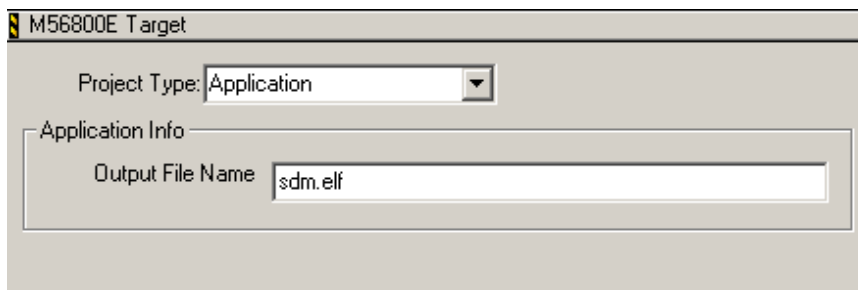 M56800E Target
Project Type: Application
Application Info
Output File Name sdm.elf